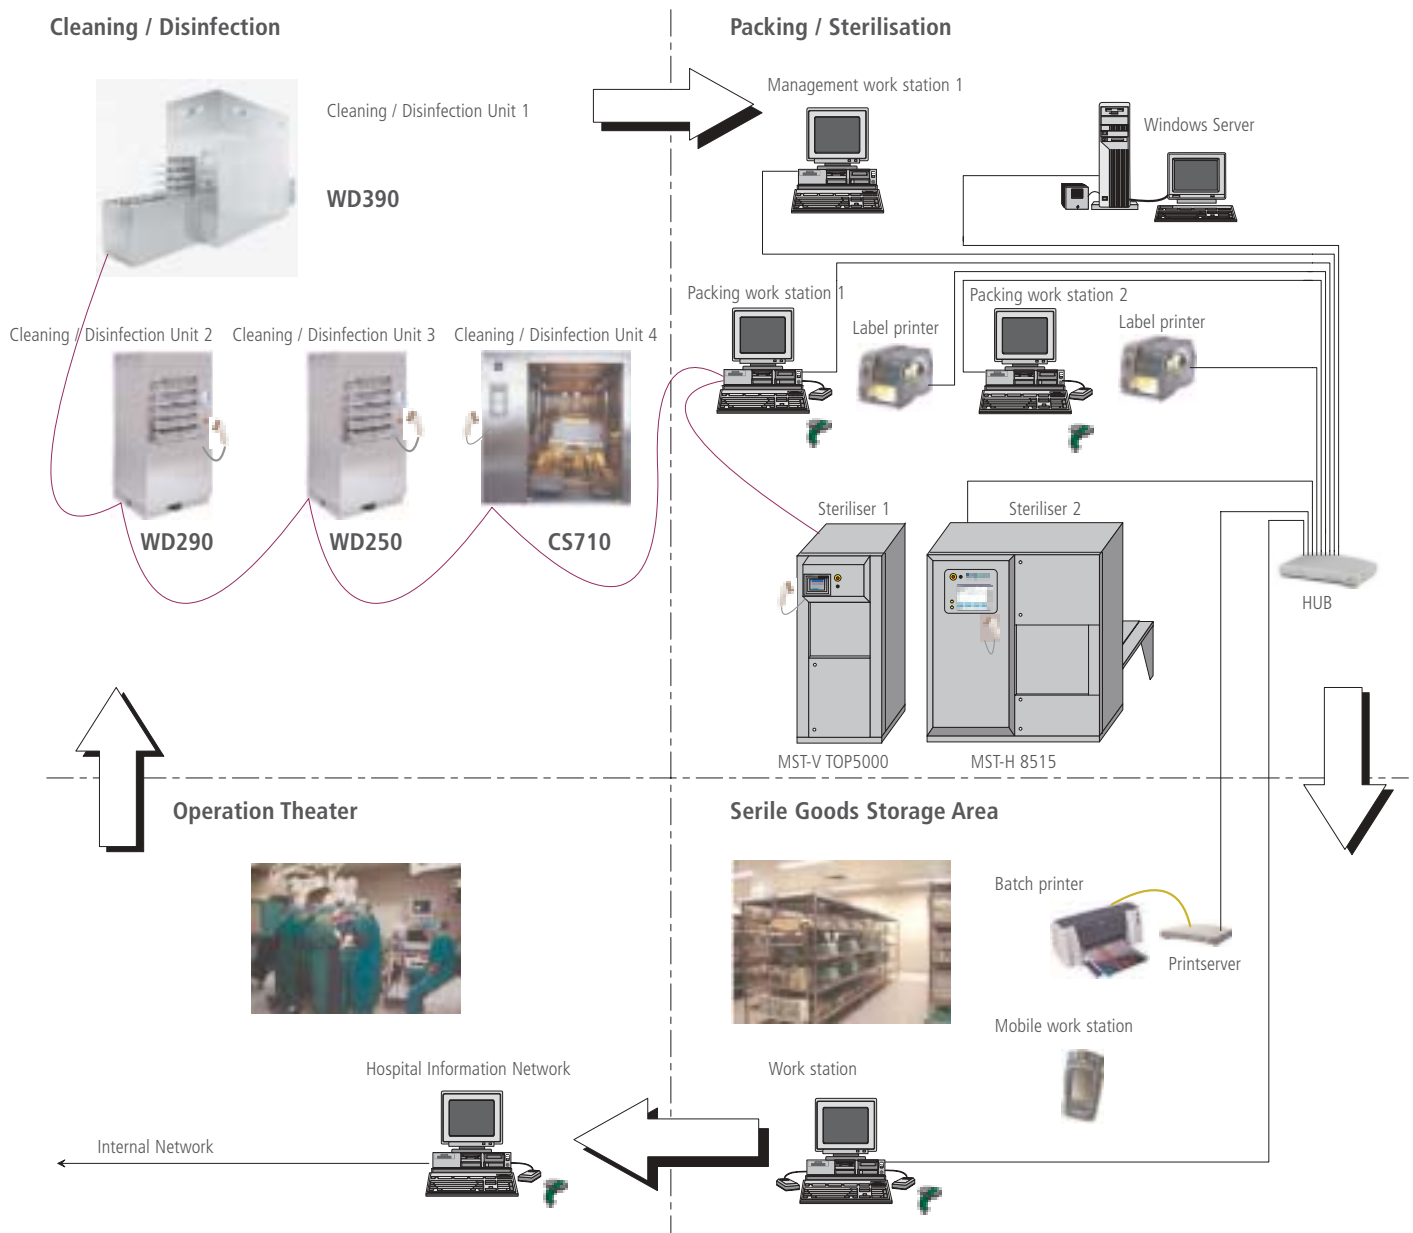 Cleaning / Disinfection
Packing / Sterilisation
Cleaning / Disinfection Unit 1
WD390
Management work station 1
Windows Server
Cleaning / Disinfection Unit 2
Cleaning / Disinfection Unit 3
Cleaning / Disinfection Unit 4
WD290
WD250
CS710
Packing work station 1
Label printer
Packing work station 2
Label printer
Steriliser 1
Steriliser 2
HUB
MST-V TOP5000
MST-H 8515
Operation Theater
Serile Goods Storage Area
Batch printer
Printserver
Mobile work station
Hospital Information Network
Work station
Internal Network